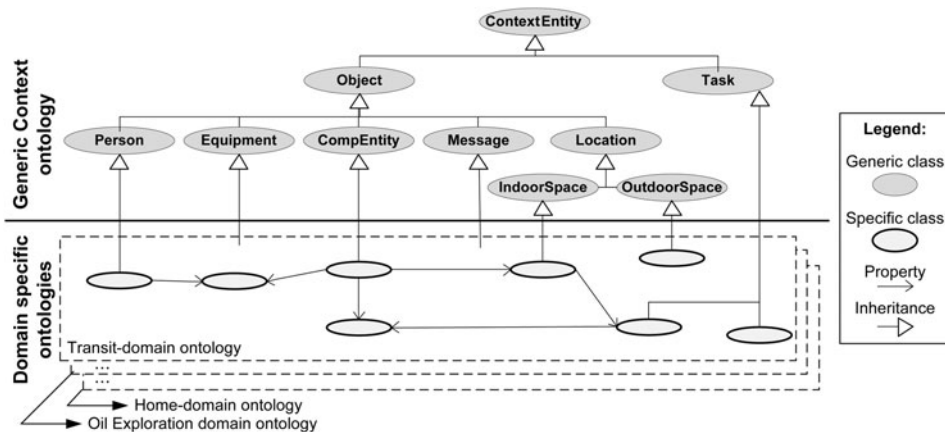 ContextEntity
Object
Task
Person
Equipment
CompEntity
Message
Location
IndoorSpace
OutdoorSpace
Generic Context
ontology
Domain specific
ontologies
Transit-domain ontology
...
...
Home-domain ontology
Oil Exploration domain ontology
Legend:
Generic class
Specific class
Property
Inheritance